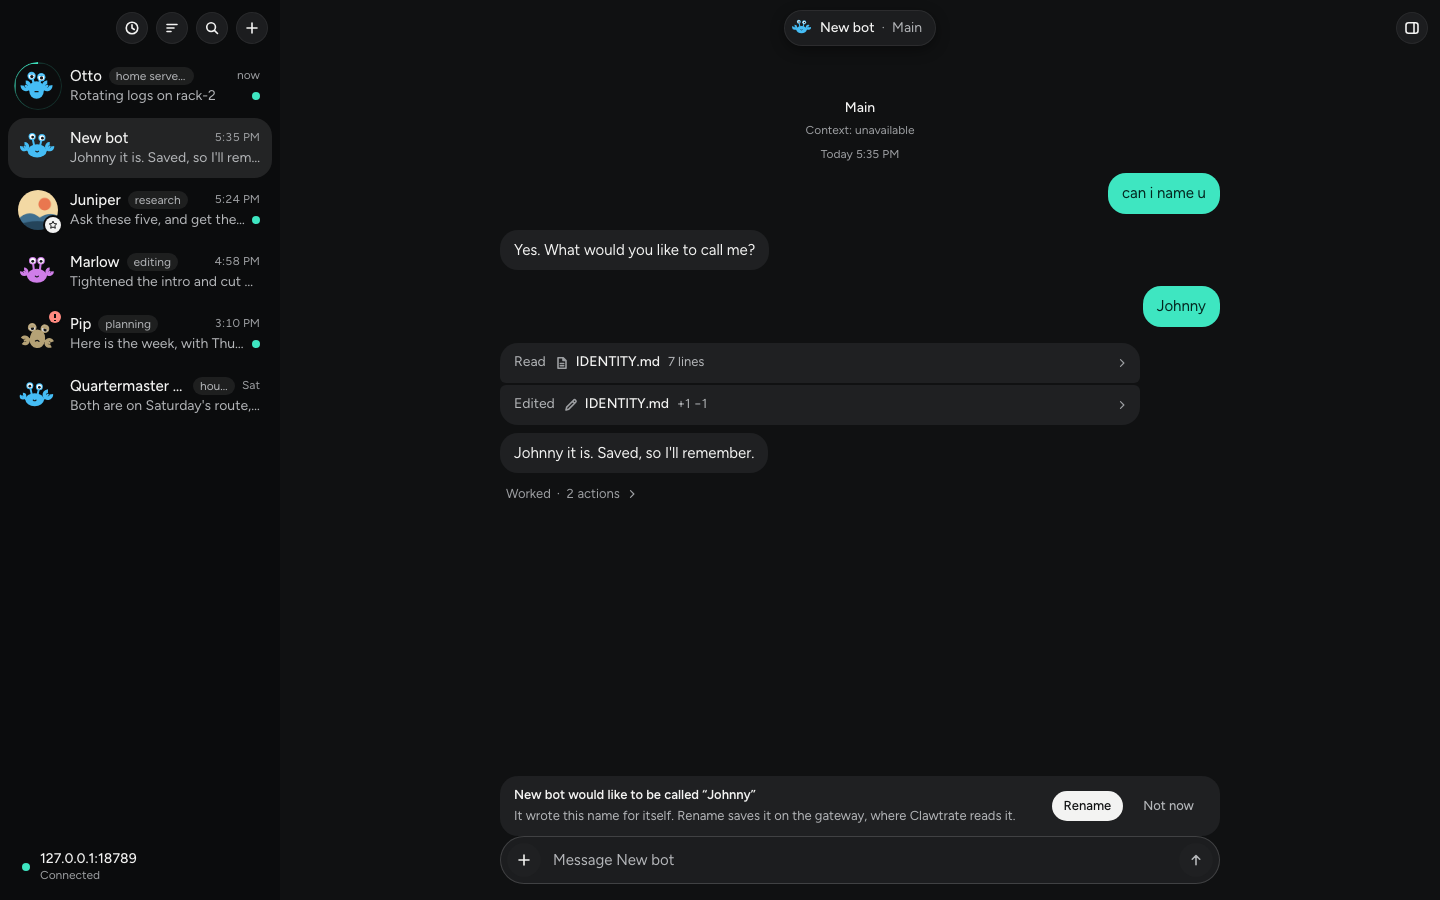 Otto home serve... now
Rotating logs on rack-2
New bot 5:35 PM
Johnny it is. Saved, so I'll rem...
Juniper research 5:24 PM
Ask these five, and get the...
Marlow editing 4:58 PM
Tightened the intro and cut ...
Pip planning 3:10 PM
Here is the week, with Thu...
Quartermaster ... hou... Sat
Both are on Saturday's route,...
127.0.0.1:18789
Connected
New bot · Main
Main
Context: unavailable
Today 5:35 PM
can i name u
Yes. What would you like to call me?
Johnny
Read IDENTITY.md 7 lines
Edited IDENTITY.md +1 −1
Johnny it is. Saved, so I'll remember.
Worked · 2 actions
New bot would like to be called “Johnny”
It wrote this name for itself. Rename saves it on the gateway, where Clawtrate reads it.
Rename Not now
Message New bot